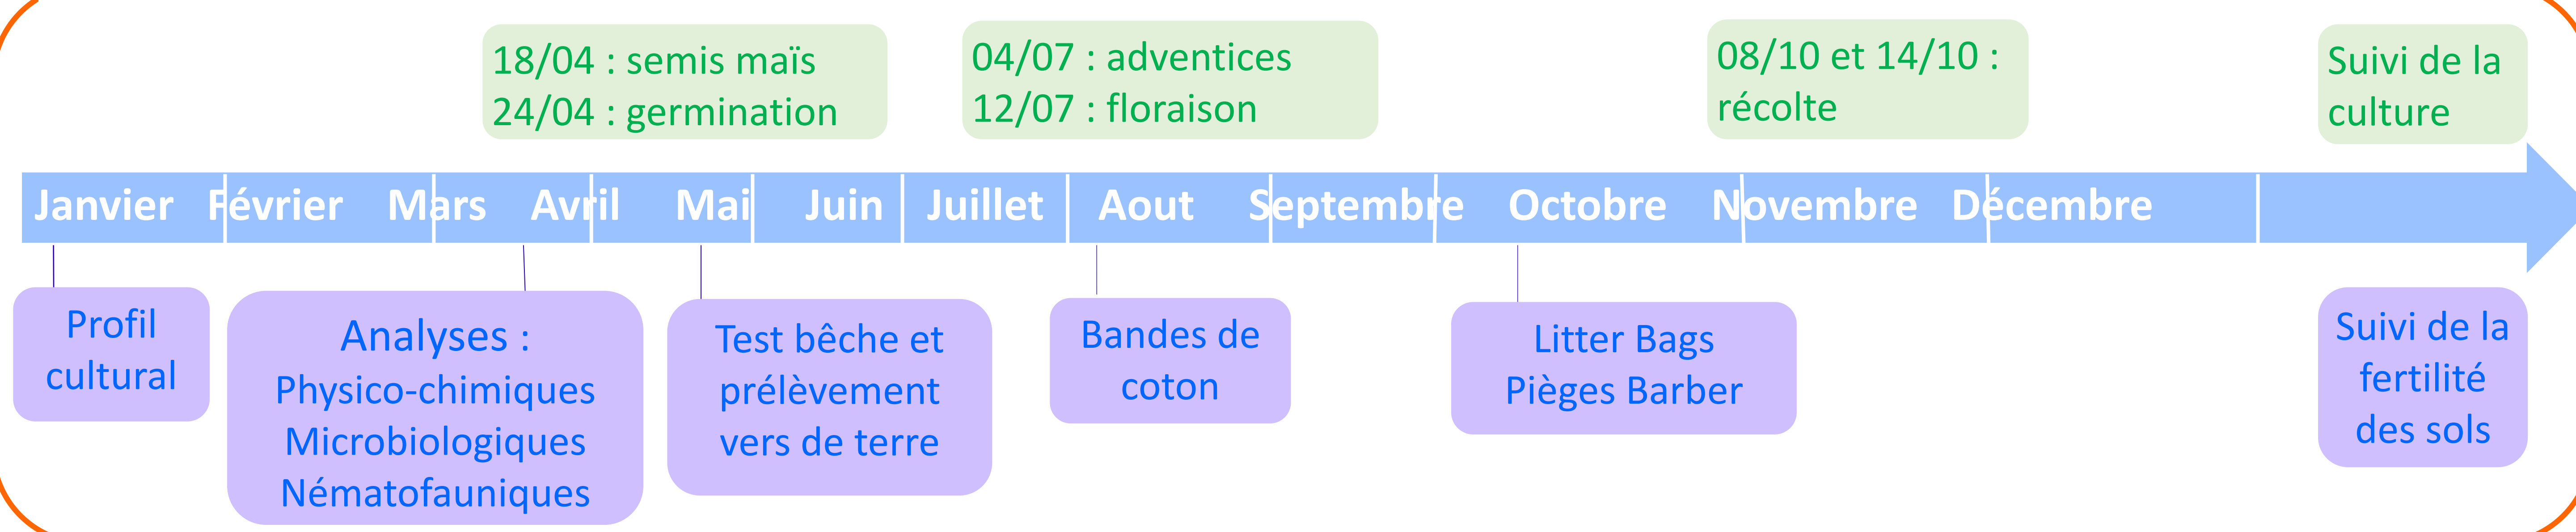 18/04 : semis maïs
24/04 : germination
04/07 : adventices
12/07 : floraison
08/10 et 14/10 :
récolte
Suivi de la
culture
Janvier Février Mars Avril Mai Juin Juillet Aout Septembre Octobre Novembre Décembre
Profil
cultural
Analyses :
Physico-chimiques
Microbiologiques
Nématofauniques
Test bêche et
prélèvement
vers de terre
Bandes de
coton
Litter Bags
Pièges Barber
Suivi de la
fertilité
des sols